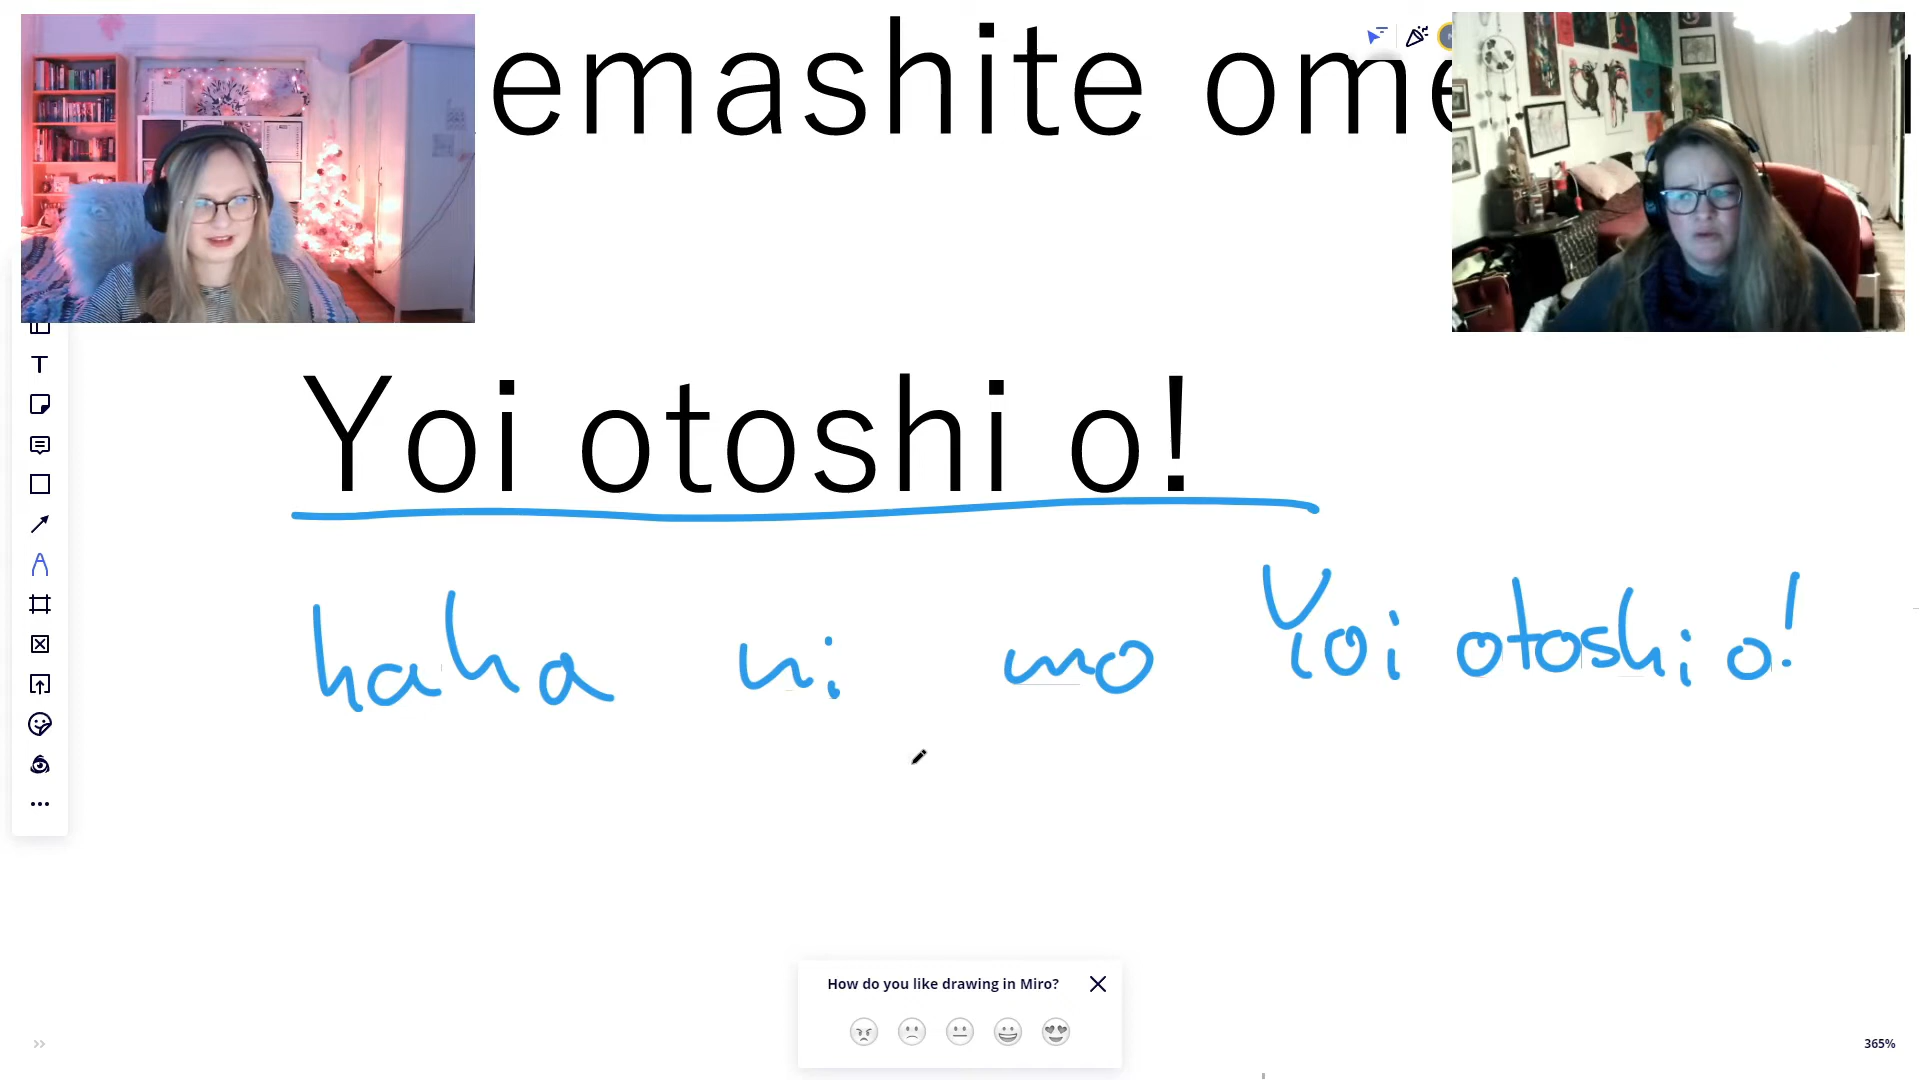 emashite ome
Yoi otoshi o!
haha ni mo Yoi otoshi o!
How do you like drawing in Miro?
365%